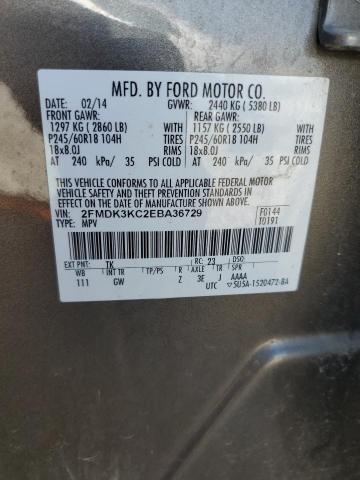 MFD. BY FORD MOTOR CO.
DATE: 02/14 GVWR: 2440 KG ( 5380 LB)
FRONT GAWR: REAR GAWR:
1297 KG ( 2860 LB) WITH 1157 KG ( 2550 LB) WITH
P245/60R18 104H TIRES P245/60R18 104H TIRES
18x8.0J RIMS 18x8.0J RIMS
AT 240 kPa/ 35 PSI COLD AT 240 kPa/ 35 PSI COLD
THIS VEHICLE CONFORMS TO ALL APPLICABLE FEDERAL MOTOR
VEHICLE SAFETY AND THEFT PREVENTION STANDARDS IN
EFFECT ON THE DATE OF MANUFACTURE SHOWN ABOVE.
VIN: 2FMDK3KC2EBA36729 F0144
TYPE: MPV T0191
EXT PNT: TK RC: 23 DSO:
WB INT TR TP/PS R AXLE TR SPR
111 GW Z 3E J AAAA
UTC ▽5U5A-1520472-BA